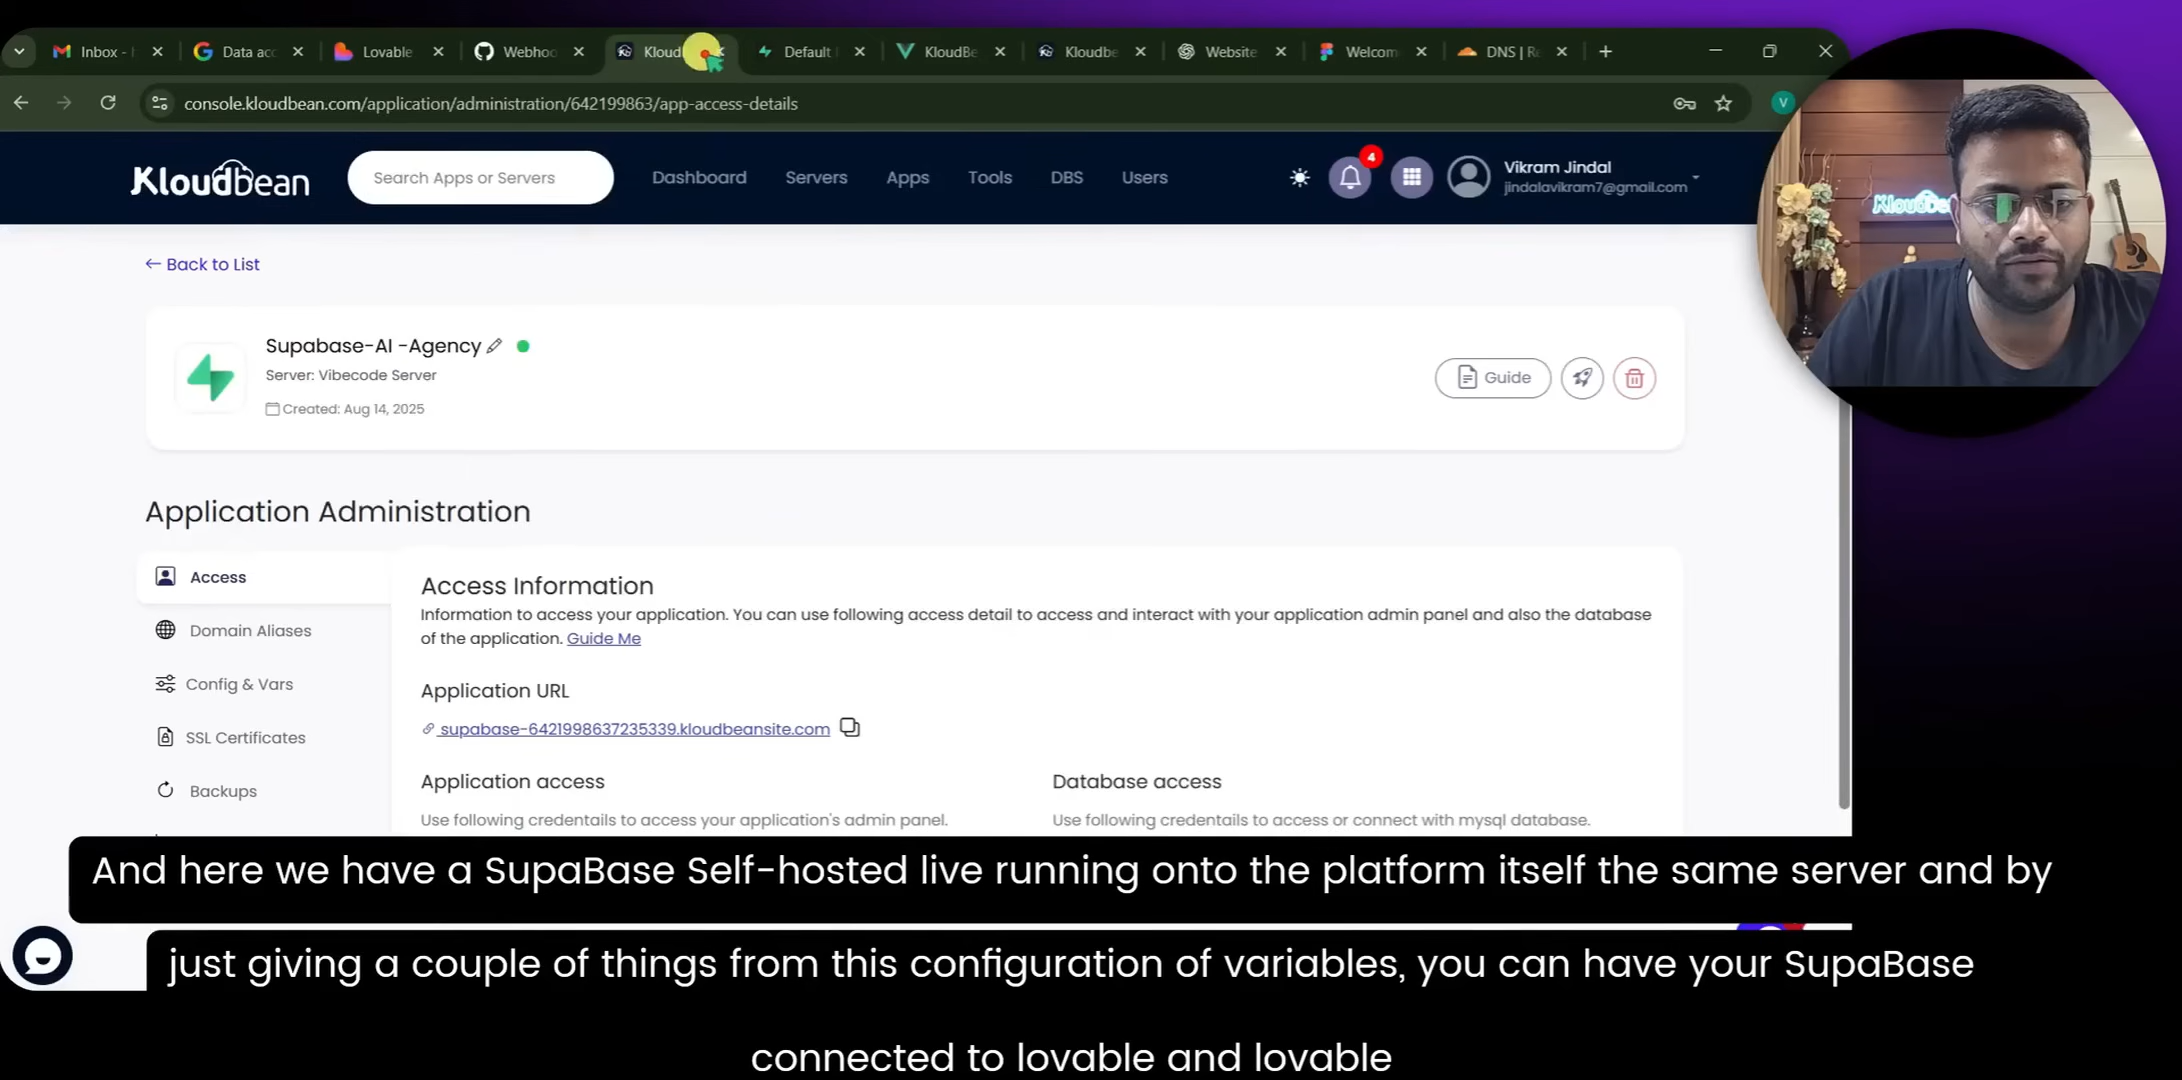 Inbox -
Data acc
Lovable
Webhoo
Kloud
Default
KloudBe
Kloudbe
Website
Welcom
DNS | R
console.kloudbean.com/application/administration/642199863/app-access-details
V
Kloudbean
Search Apps or Servers
Dashboard
Servers
Apps
Tools
DBS
Users
4
Vikram Jindal
jindalavikram7@gmail.com
← Back to List
Supabase-AI -Agency
Server: Vibecode Server
Created: Aug 14, 2025
Guide
Application Administration
Access
Domain Aliases
Config & Vars
SSL Certificates
Backups
Access Information
Information to access your application. You can use following access detail to access and interact with your application admin panel and also the database
of the application. Guide Me
Application URL
supabase-6421998637235339.kloudbeansite.com
Application access
Database access
Use following credentails to access your application's admin panel.
Use following credentails to access or connect with mysql database.
And here we have a SupaBase Self-hosted live running onto the platform itself the same server and by
just giving a couple of things from this configuration of variables, you can have your SupaBase
connected to lovable and lovable